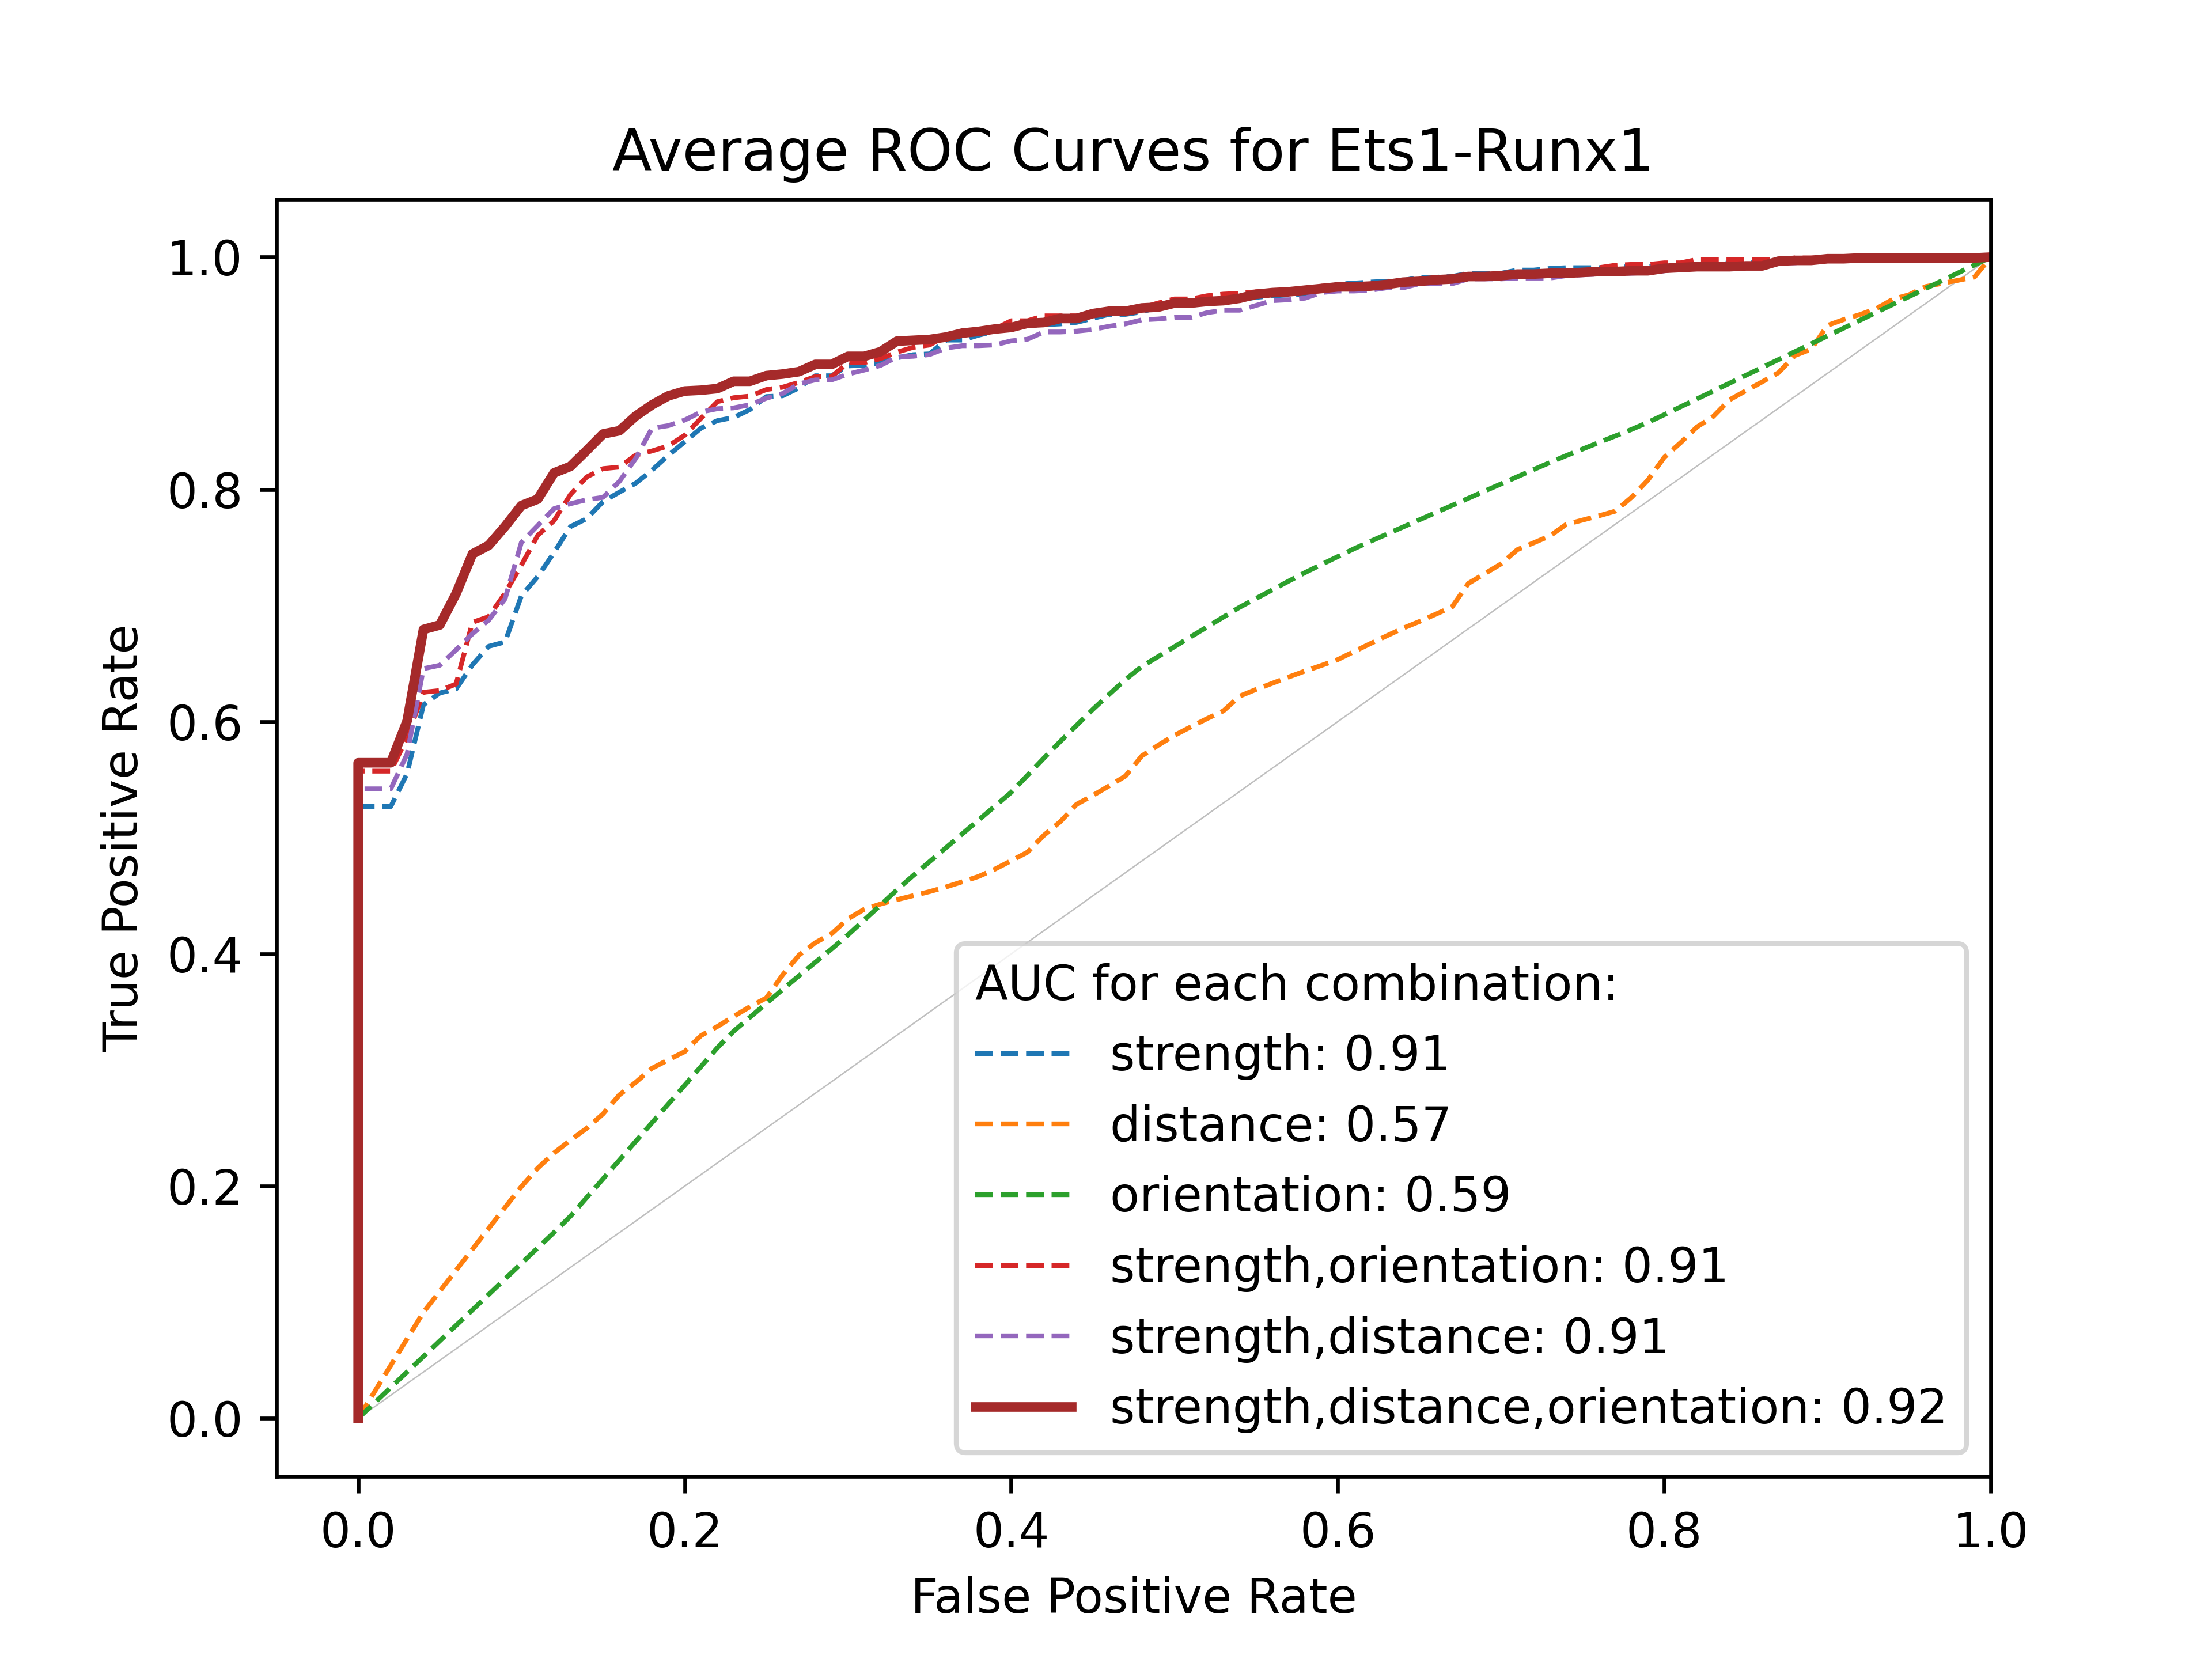 Average ROC Curves for Ets1-Runx1
1.0
0.8
0.6
0.4
0.2
0.0
True Positive Rate
AUC for each combination:
strength: 0.91
distance: 0.57
orientation: 0.59
strength,orientation: 0.91
strength,distance: 0.91
strength,distance,orientation: 0.92
0.0 0.2 0.4 0.6 0.8 1.0
False Positive Rate